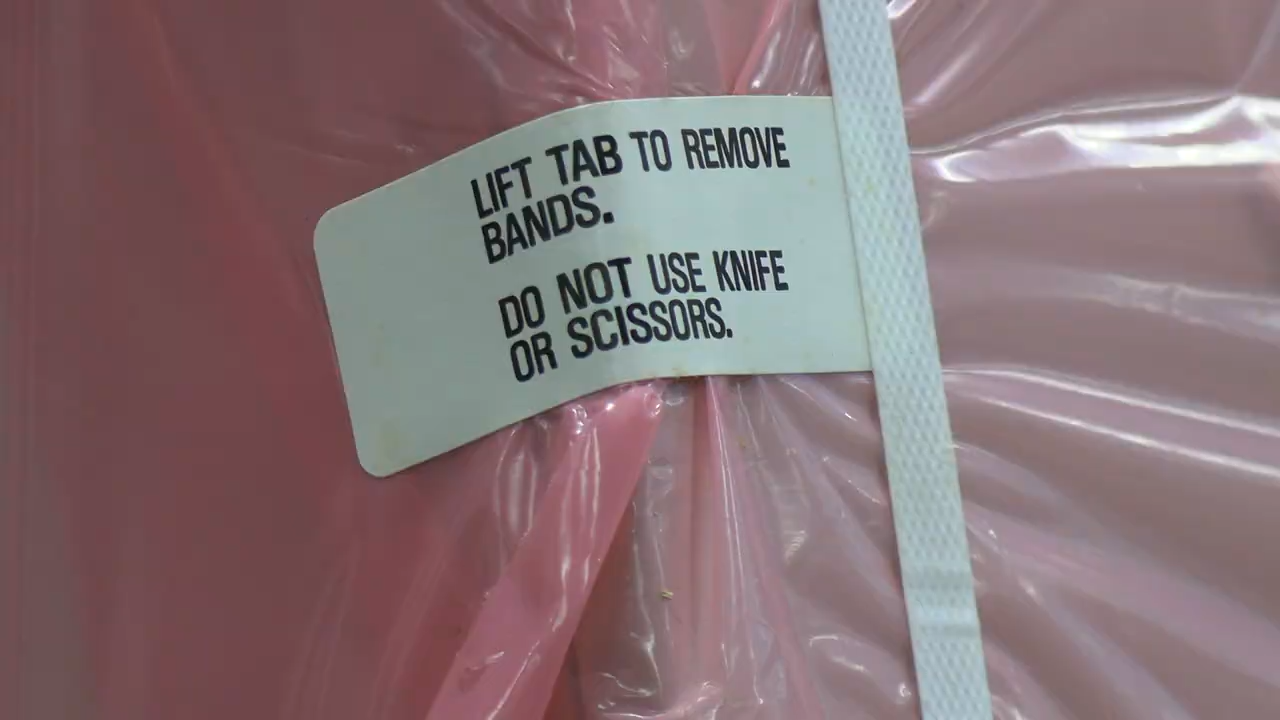 LIFT TAB TO REMOVE
BANDS.
DO NOT USE KNIFE
OR SCISSORS.